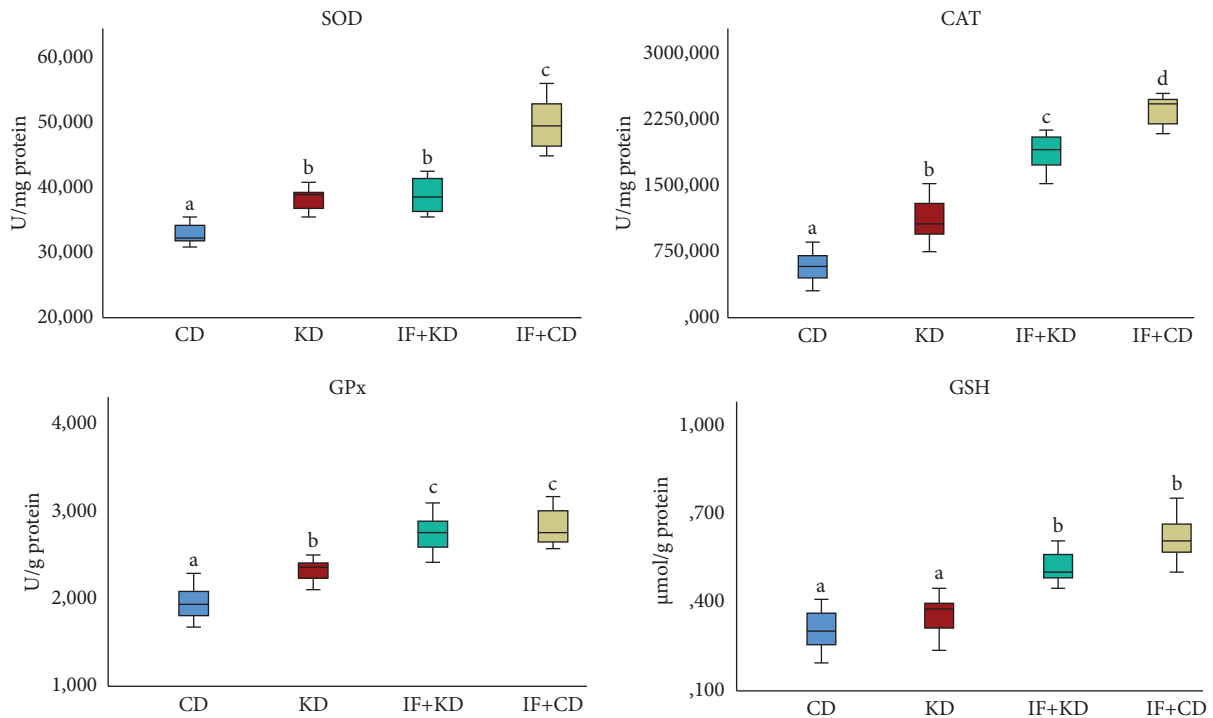 SOD
U/mg protein
60,000
50,000
40,000
30,000
20,000
a
b
b
c
CD KD IF+KD IF+CD
CAT
U/mg protein
3000,000
2250,000
1500,000
750,000
,000
a
b
c
d
CD KD IF+KD IF+CD
GPx
U/g protein
4,000
3,000
2,000
1,000
a
b
c
c
CD KD IF+KD IF+CD
GSH
μmol/g protein
1,000
,700
,400
,100
a
a
b
b
CD KD IF+KD IF+CD